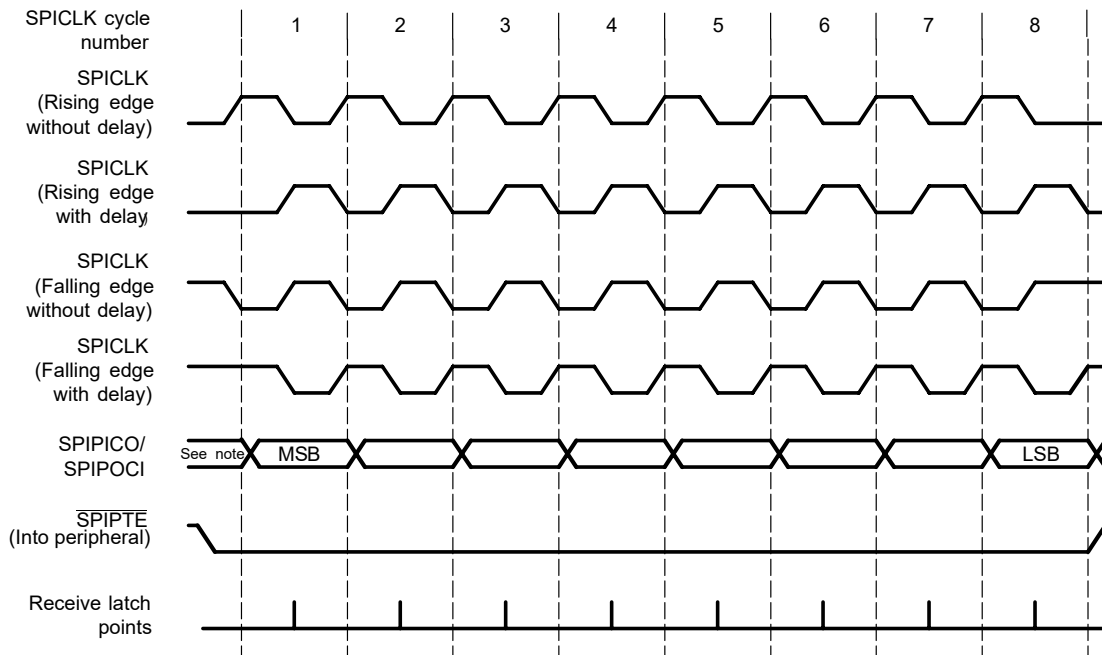 SPICLK cycle number 1 2 3 4 5 6 7 8
SPICLK
(Rising edge
without delay)
SPICLK
(Rising edge
with delay)
SPICLK
(Falling edge
without delay)
SPICLK
(Falling edge
with delay)
SPIPICO/
SPIPOCI
See note MSB LSB
SPIPTE
(Into peripheral)
Receive latch
points